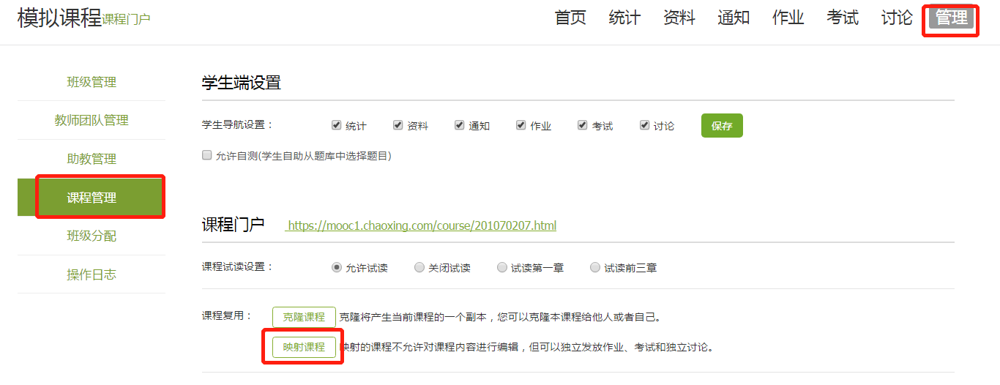 模拟课程课程门户 首页 统计 资料 通知 作业 考试 讨论 管理
班级管理
教师团队管理
助教管理
课程管理
班级分配
操作日志
学生端设置
学生导航设置： 统计 资料 通知 作业 考试 讨论 保存
允许自测(学生自助从题库中选择题目)
课程门户 https://mooc1.chaoxing.com/course/201070207.html
课程试读设置： 允许试读 关闭试读 试读第一章 试读前三章
课程复用： 克隆课程 克隆将产生当前课程的一个副本，您可以克隆本课程给他人或者自己。
映射课程 映射的课程不允许对课程内容进行编辑，但可以独立发放作业、考试和独立讨论。